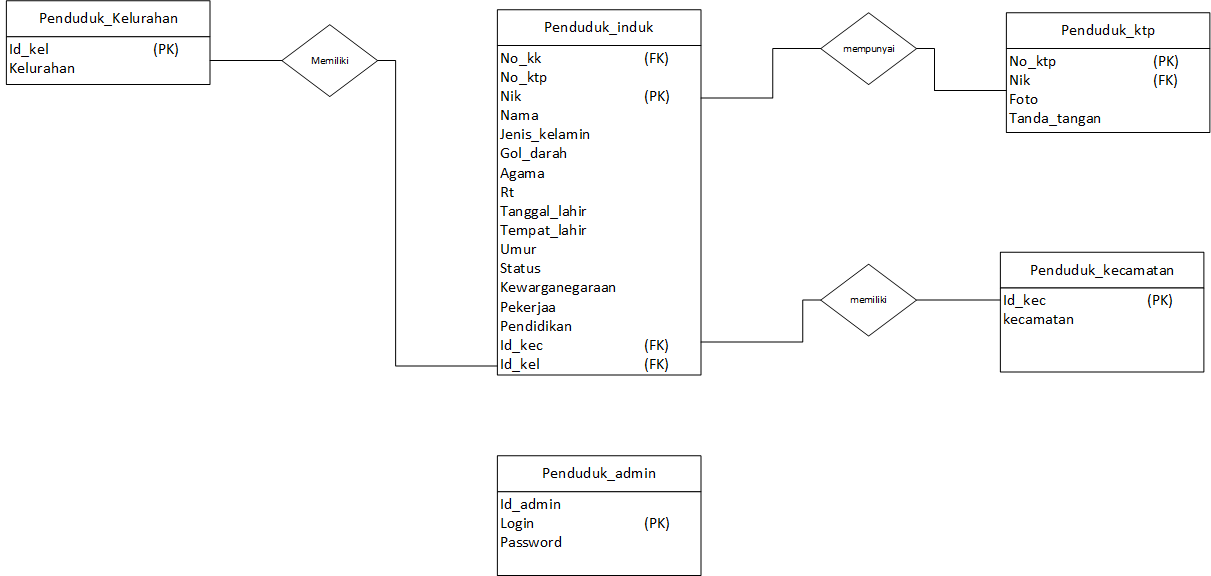 Penduduk_Kelurahan
Id_kel (PK)
Kelurahan
Memiliki
Penduduk_induk
No_kk (FK)
No_ktp
Nik (PK)
Nama
Jenis_kelamin
Gol_darah
Agama
Rt
Tanggal_lahir
Tempat_lahir
Umur
Status
Kewarganegaraan
Pekerjaa
Pendidikan
Id_kec (FK)
Id_kel (FK)
mempunyai
Penduduk_ktp
No_ktp (PK)
Nik (FK)
Foto
Tanda_tangan
memiliki
Penduduk_kecamatan
Id_kec (PK)
kecamatan
Penduduk_admin
Id_admin
Login (PK)
Password